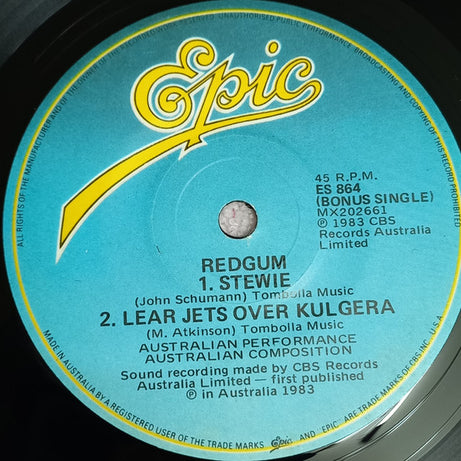 ALL RIGHTS OF THE MANUFACTURER AND OF THE OWNER OF THE RECORDED WORK RESERVED UNAUTHORISED PUBLIC PERFORMANCE BROADCASTING AND COPYING OF THIS RECORD PROHIBITED
Epic
45 R.P.M.
ES 864
(BONUS SINGLE)
MX202661
Ⓟ 1983 CBS
Records Australia
Limited
REDGUM
1. STEWIE
(John Schumann) Tombolla Music
2. LEAR JETS OVER KULGERA
(M. Atkinson) Tombolla Music
AUSTRALIAN PERFORMANCE
AUSTRALIAN COMPOSITION
Sound recording made by CBS Records
Australia Limited — first published
Ⓟ in Australia 1983
MADE IN AUSTRALIA BY A REGISTERED USER OF THE TRADE MARKS Epic AND "EPIC" ARE TRADE MARKS OF CBS INC. U.S.A.